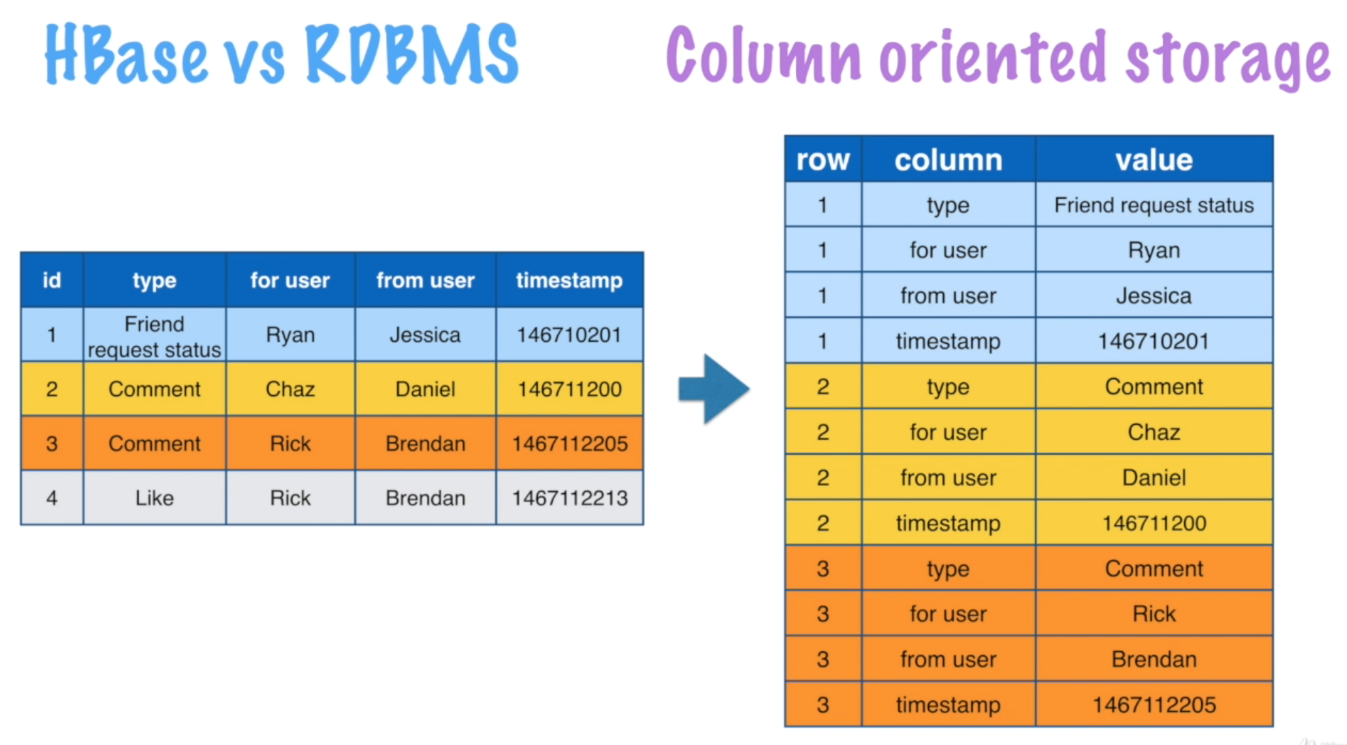 HBase vs RDBMS
Column oriented storage
id type for user from user timestamp
1 Friend request status Ryan Jessica 146710201
2 Comment Chaz Daniel 146711200
3 Comment Rick Brendan 1467112205
4 Like Rick Brendan 1467112213
row column value
1 type Friend request status
1 for user Ryan
1 from user Jessica
1 timestamp 146710201
2 type Comment
2 for user Chaz
2 from user Daniel
2 timestamp 146711200
3 type Comment
3 for user Rick
3 from user Brendan
3 timestamp 1467112205